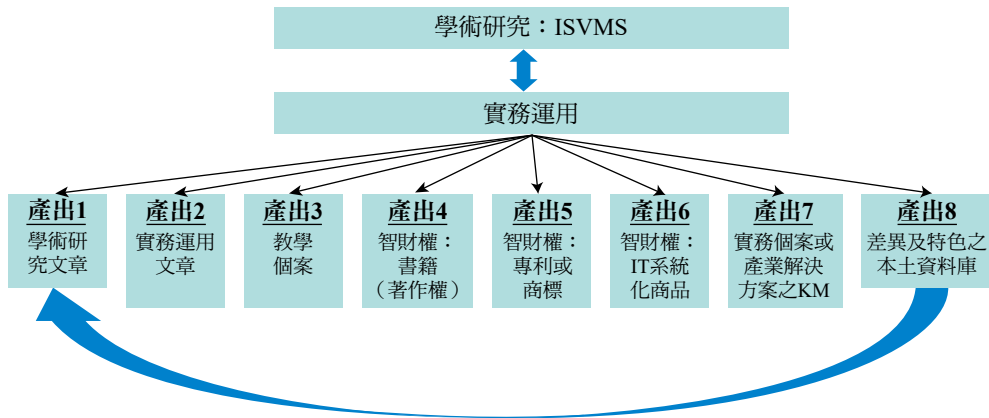 學術研究：ISVMS
實務運用
產出1
學術研
究文章
產出2
實務運用
文章
產出3
教學
個案
產出4
智財權：
書籍
（著作權）
產出5
智財權：
專利或
商標
產出6
智財權：
IT系統
化商品
產出7
實務個案或
產業解決
方案之KM
產出8
差異及特色之
本土資料庫